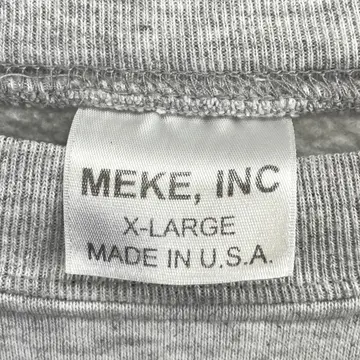 MEKE, INC
X-LARGE
MADE IN U.S.A.